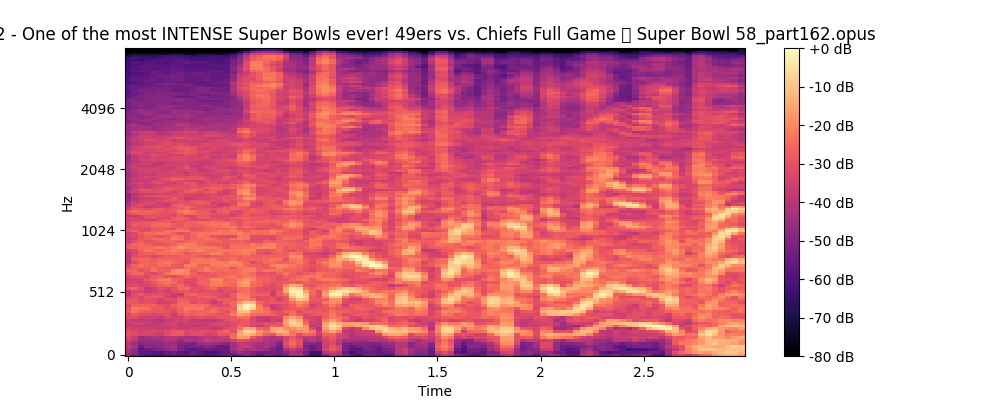 2 - One of the most INTENSE Super Bowls ever! 49ers vs. Chiefs Full Game  Super Bowl 58_part162.opus
+0 dB
4096
-10 dB
-20 dB
2048
-30 dB
Hz
1024
-40 dB
-50 dB
512
-60 dB
-70 dB
0
-80 dB
0
0.5
1
1.5
2
2.5
Time